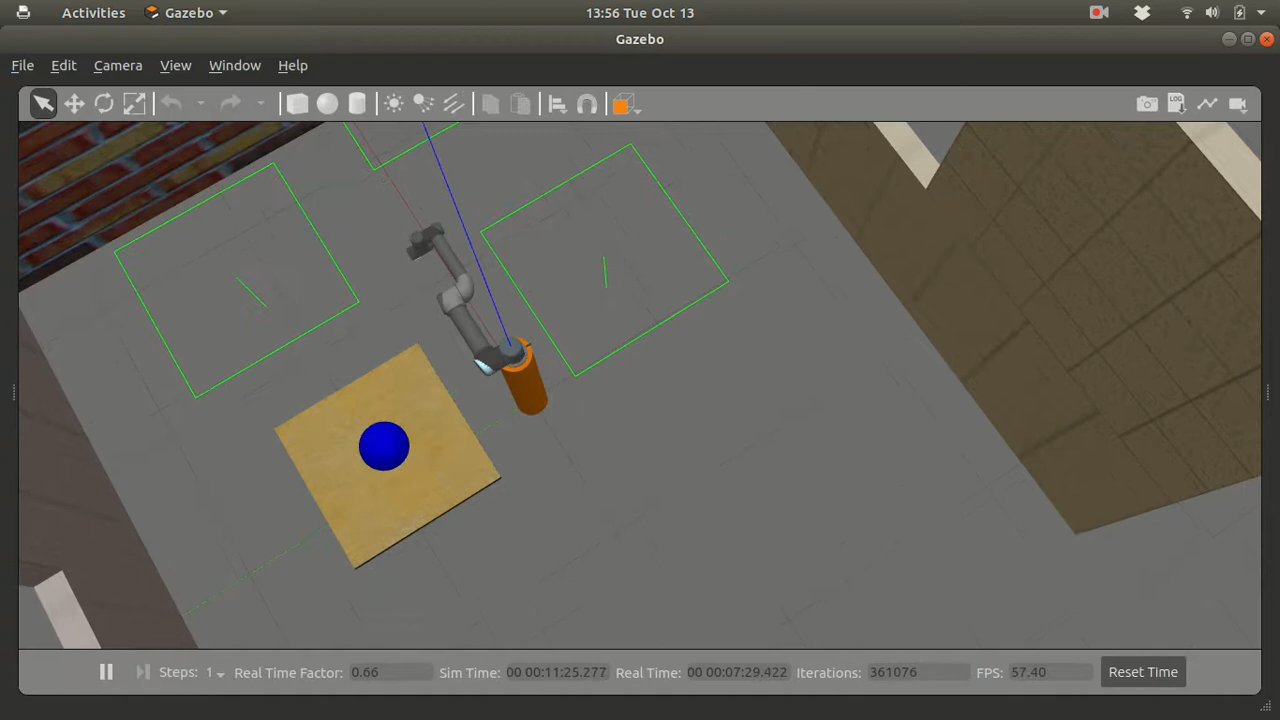 Activities Gazebo 13:56 Tue Oct 13
Gazebo
File Edit Camera View Window Help
LOG
Steps: 1 Real Time Factor: 0.66 Sim Time: 00 00:11:25.277 Real Time: 00 00:07:29.422 Iterations: 361076 FPS: 57.40 Reset Time